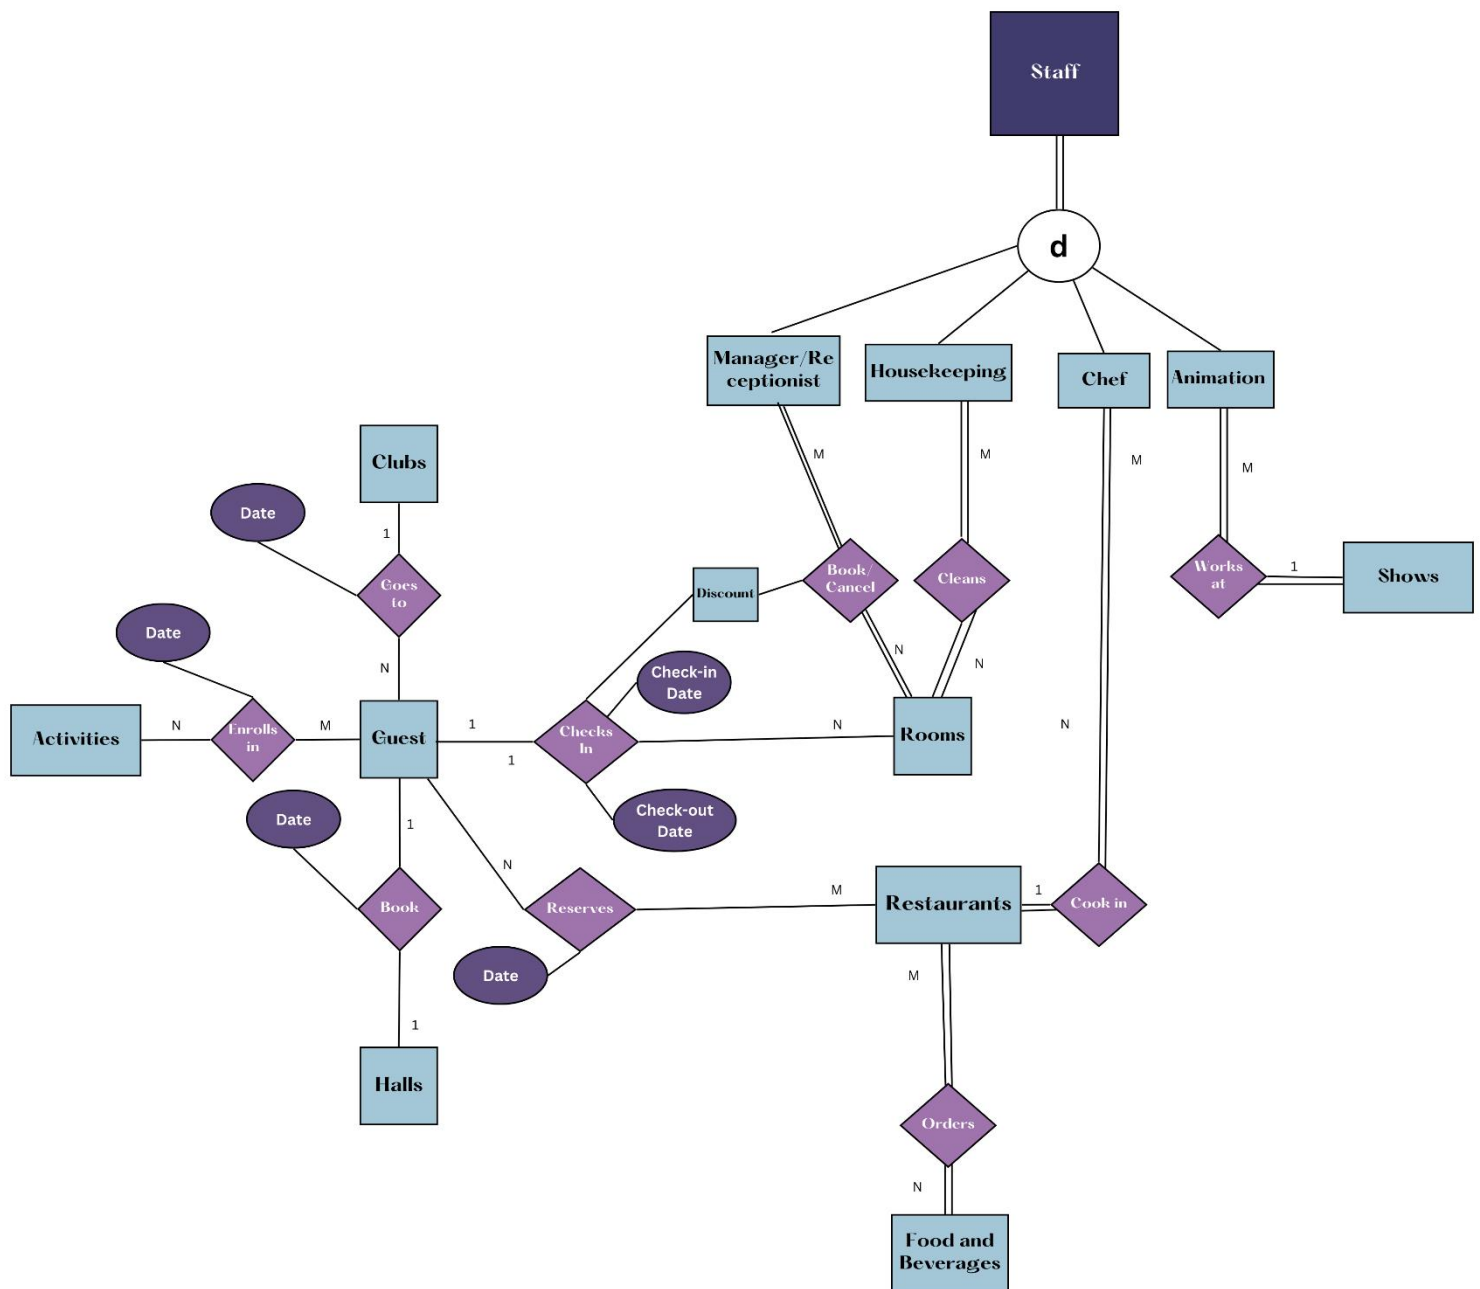 Staff
d
Manager/Re
ceptionist
Housekeeping
Chef
Animation
M
M
M
M
Clubs
Date
1
Goes
to
N
Date
Activities
N
Enrolls
in
M
Guest
1
1
Checks
In
Check-in
Date
Check-out
Date
Discount
Book/
Cancel
Cleans
N
N
N
Rooms
Works
at
1
Shows
N
Date
1
Book
1
Halls
N
Reserves
Date
M
Restaurants
1
Cook in
M
Orders
N
Food and
Beverages